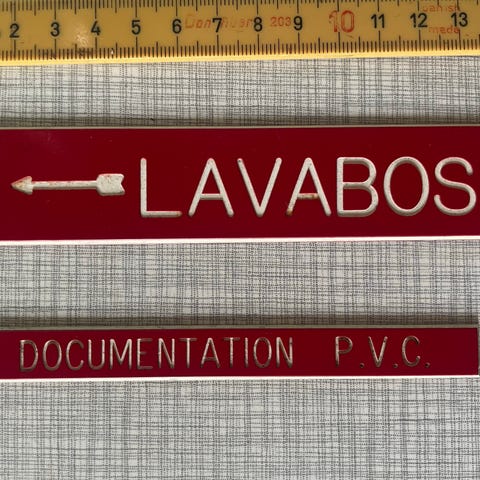 2 3 4 5 6 7 8 9 10 11 12 13
LAVABOS
DOCUMENTATION P.V.C.